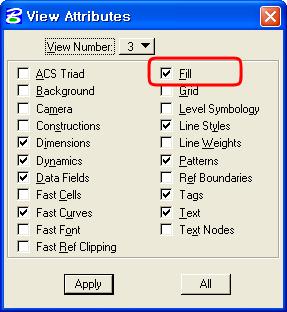 View Attributes
View Number: 3
ACS Triad
Background
Camera
Constructions
Dimensions
Dynamics
Data Fields
Fast Cells
Fast Curves
Fast Font
Fast Ref Clipping
Fill
Grid
Level Symbology
Line Styles
Line Weights
Patterns
Ref Boundaries
Tags
Text
Text Nodes
Apply
All